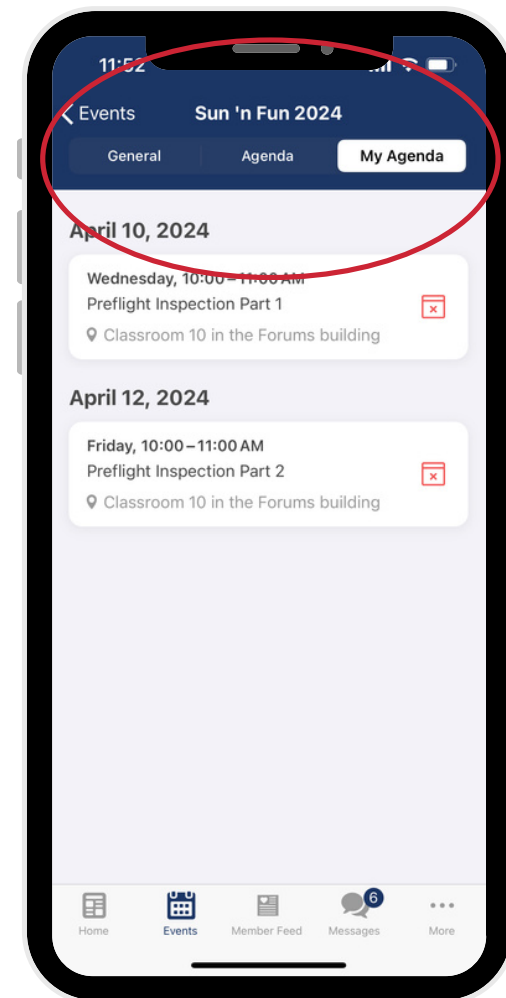 11:52
Events
Sun 'n Fun 2024
General
Agenda
My Agenda
April 10, 2024
Wednesday, 10:00–11:00 AM
Preflight Inspection Part 1
Classroom 10 in the Forums building
April 12, 2024
Friday, 10:00–11:00 AM
Preflight Inspection Part 2
Classroom 10 in the Forums building
6
Home
Events
Member Feed
Messages
More